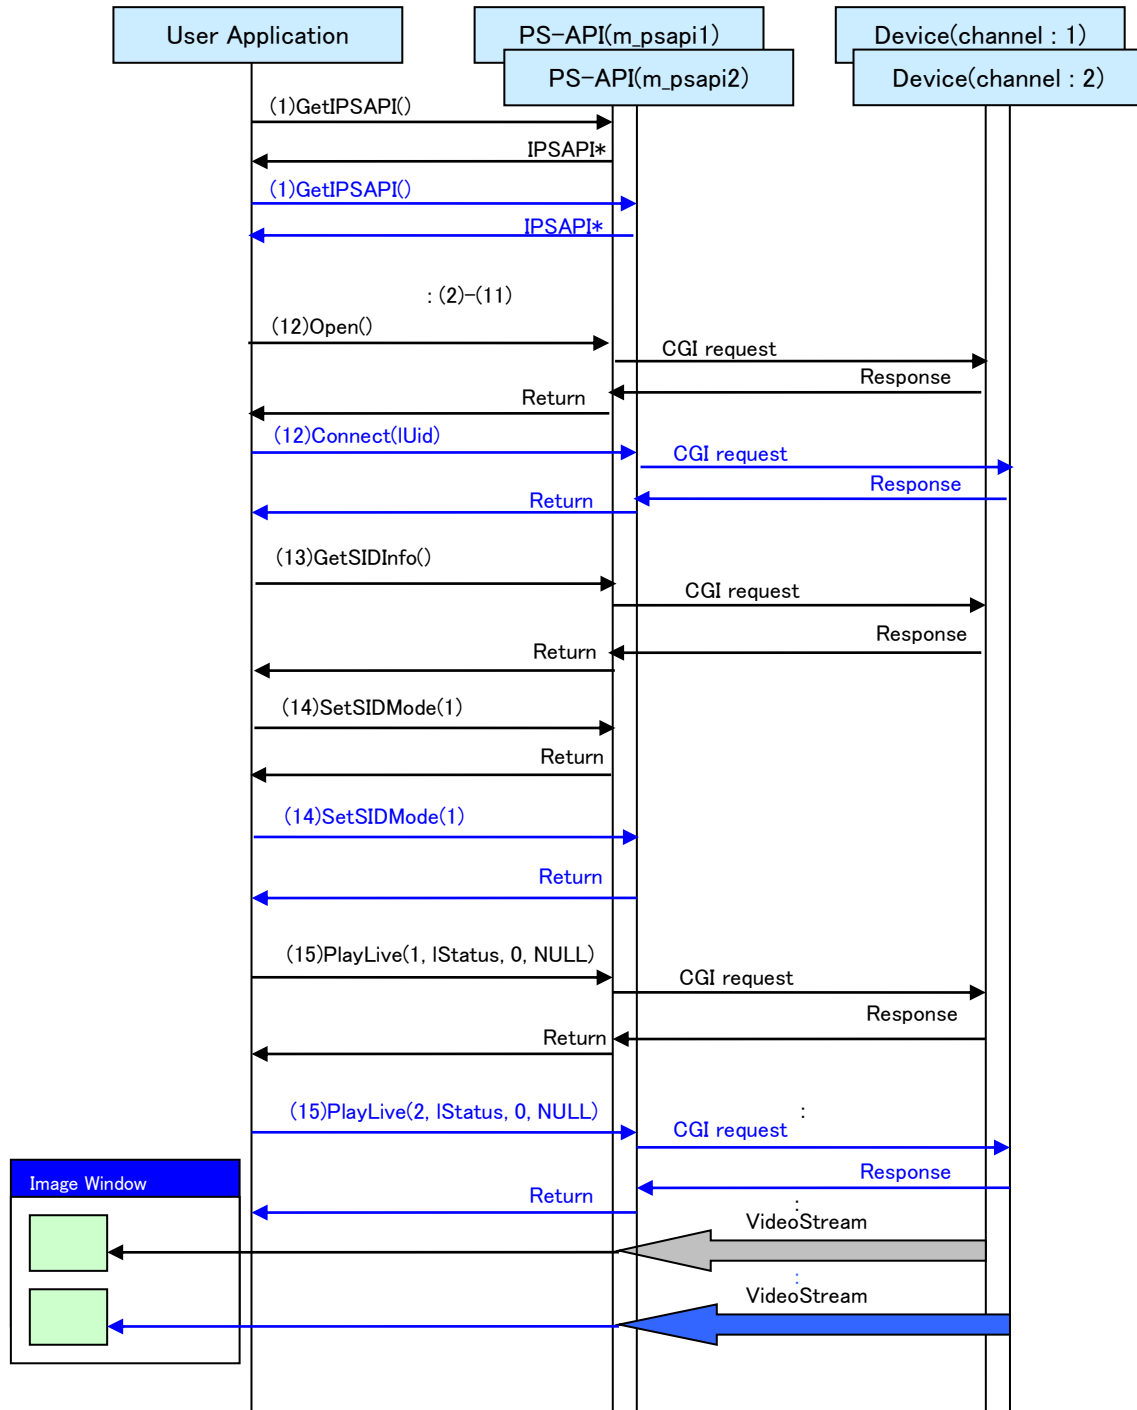 User Application
PS-API(m_psapi1)
Device(channel : 1)
PS-API(m_psapi2)
Device(channel : 2)
(1)GetIPSAPI()
IPSAPI*
(1)GetIPSAPI()
IPSAPI*
: (2)-(11)
(12)Open()
CGI request
Response
Return
(12)Connect(lUid)
CGI request
Response
Return
(13)GetSIDInfo()
CGI request
Response
Return
(14)SetSIDMode(1)
Return
(14)SetSIDMode(1)
Return
(15)PlayLive(1, lStatus, 0, NULL)
CGI request
Response
Return
(15)PlayLive(2, lStatus, 0, NULL)
:
CGI request
Response
Image Window
Return
:
VideoStream
:
VideoStream